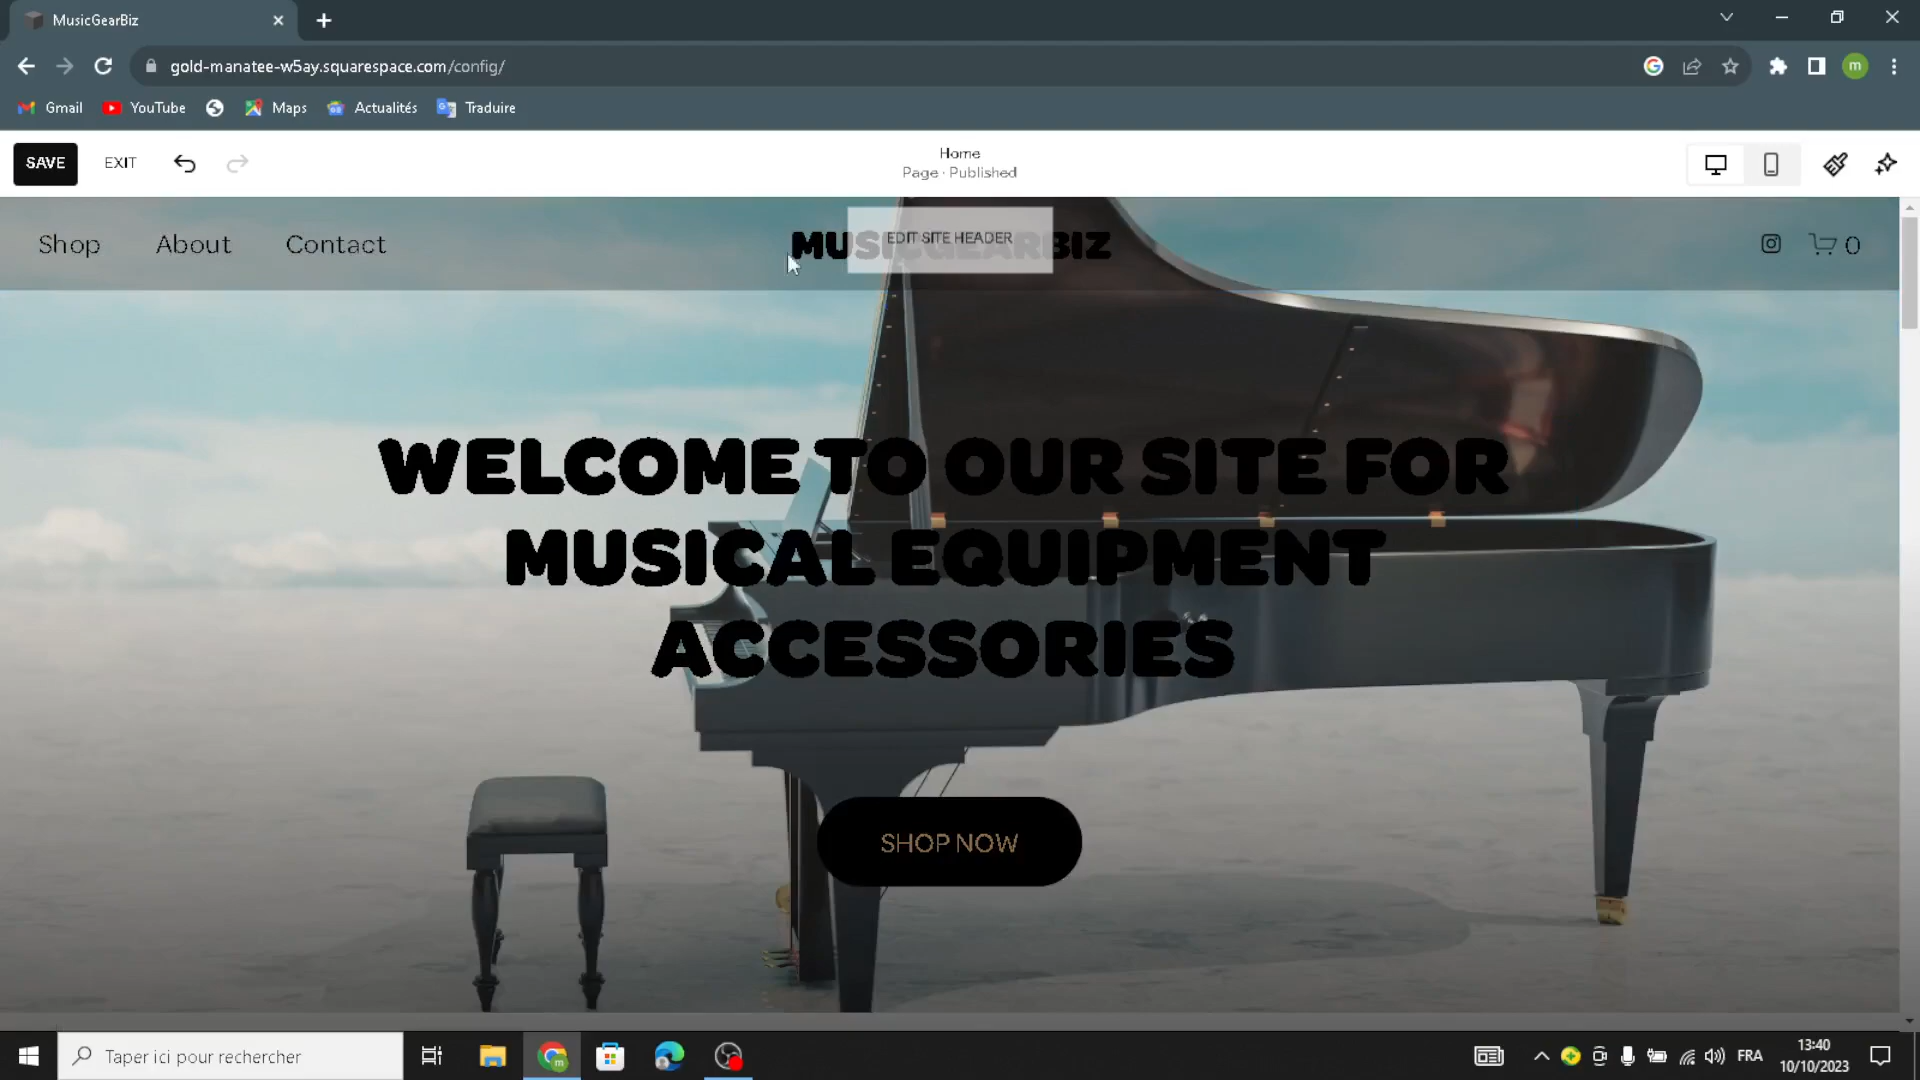 MusicGearBiz
gold-manatee-w5ay.squarespace.com/config/
m
Gmail
YouTube
Maps
Actualités
Traduire
SAVE
EXIT
Home
Page · Published
Shop
About
Contact
MUSICGEARBIZ
EDIT SITE HEADER
0
WELCOME TO OUR SITE FOR
MUSICAL EQUIPMENT
ACCESSORIES
SHOP NOW
Taper ici pour rechercher
FRA
13:40
10/10/2023